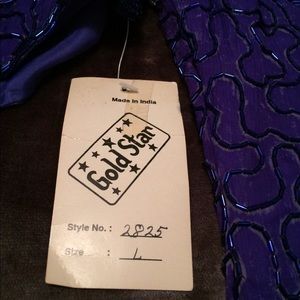 Made in India
Gold Star
Style No. : 2825
Size : L